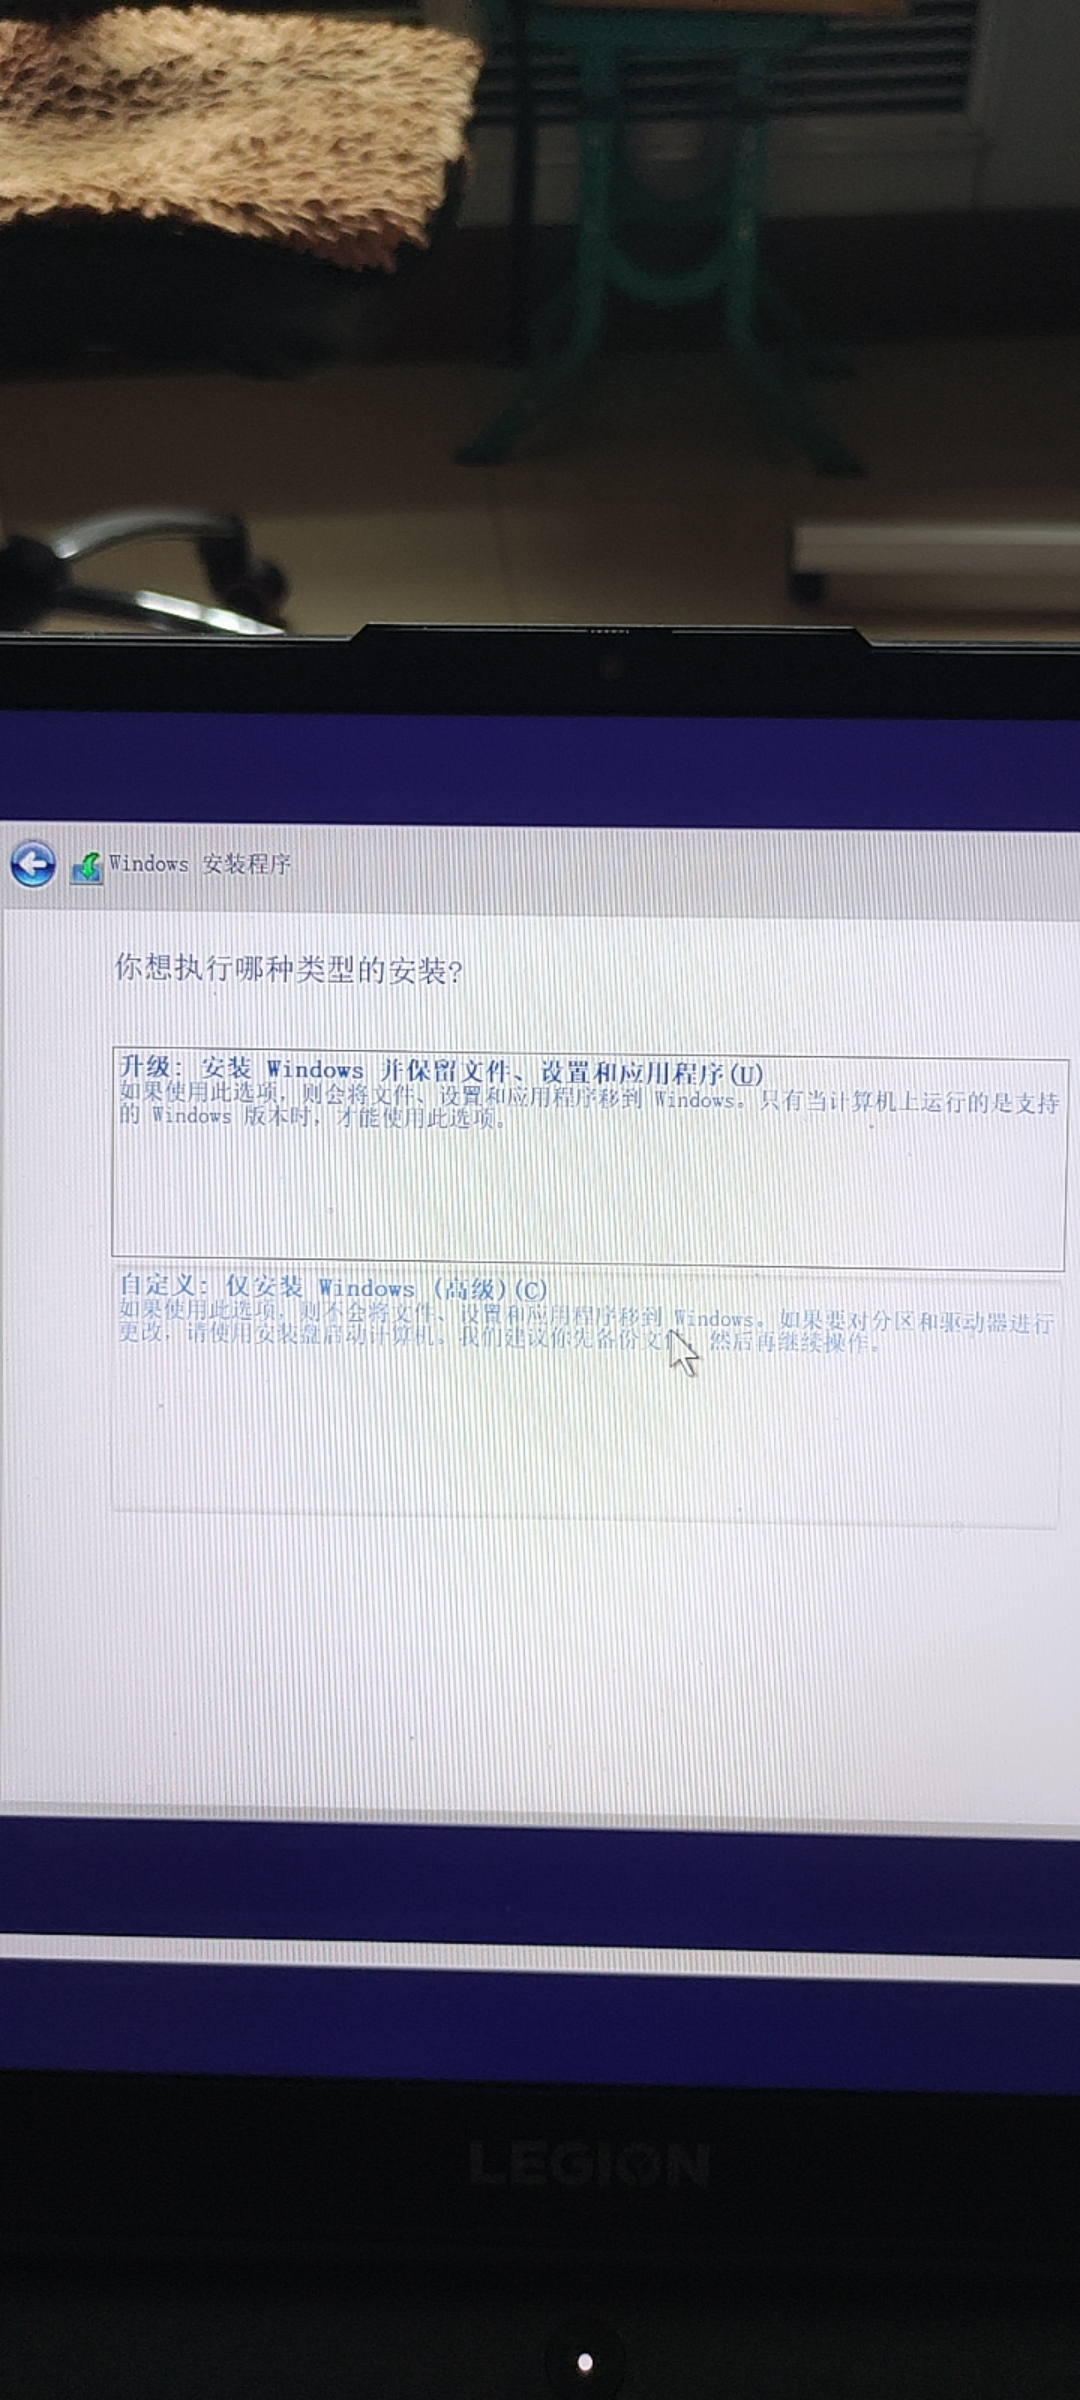 Windows 安装程序
你想执行哪种类型的安装?
升级: 安装 Windows 并保留文件、设置和应用程序(U)
如果使用此选项，则会将文件、设置和应用程序移到 Windows。只有当计算机上运行的是支持
的 Windows 版本时，才能使用此选项。
自定义: 仅安装 Windows (高级)(C)
如果使用此选项，则不会将文件、设置和应用程序移到 Windows。如果要对分区和驱动器进行
更改，请使用安装盘启动计算机。我们建议你先备份文件，然后再继续操作。
LEGION